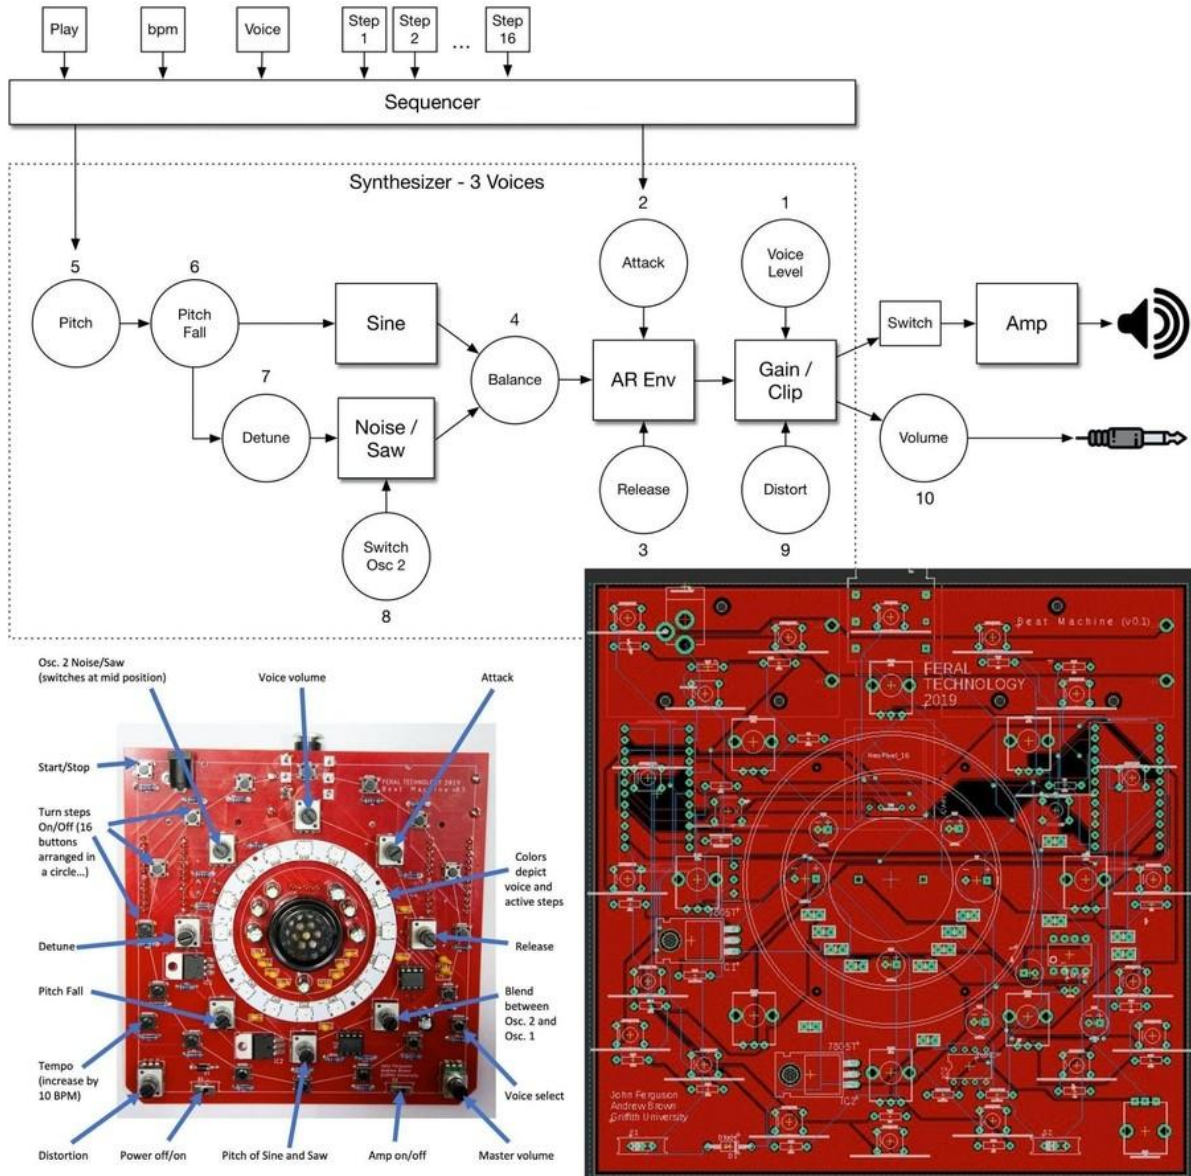 Play
bpm
Voice
Step
1
Step
2
...
Step
16
Sequencer
Synthesizer - 3 Voices
2
Attack
1
Voice
Level
5
Pitch
6
Pitch
Fall
Sine
4
Balance
AR Env
Gain /
Clip
Switch
Amp
7
Detune
Noise /
Saw
Release
3
Distort
9
Volume
10
Switch
Osc 2
8
Osc. 2 Noise/Saw
(switches at mid position)
Voice volume
Attack
Start/Stop
Turn steps
On/Off (16
buttons
arranged in
a circle...)
Colors
depict
voice and
active steps
Detune
Release
Pitch Fall
Blend
between
Osc. 2 and
Osc. 1
Tempo
(increase by
10 BPM)
Voice select
Distortion
Power off/on
Pitch of Sine and Saw
Amp on/off
Master volume
FERAL TECHNOLOGY 2019
Beat Machine (v0.1)
FERAL
TECHNOLOGY
2019
NeoPixel_16
7805T
7805T
John Ferguson
Andrew Brown
Griffith University